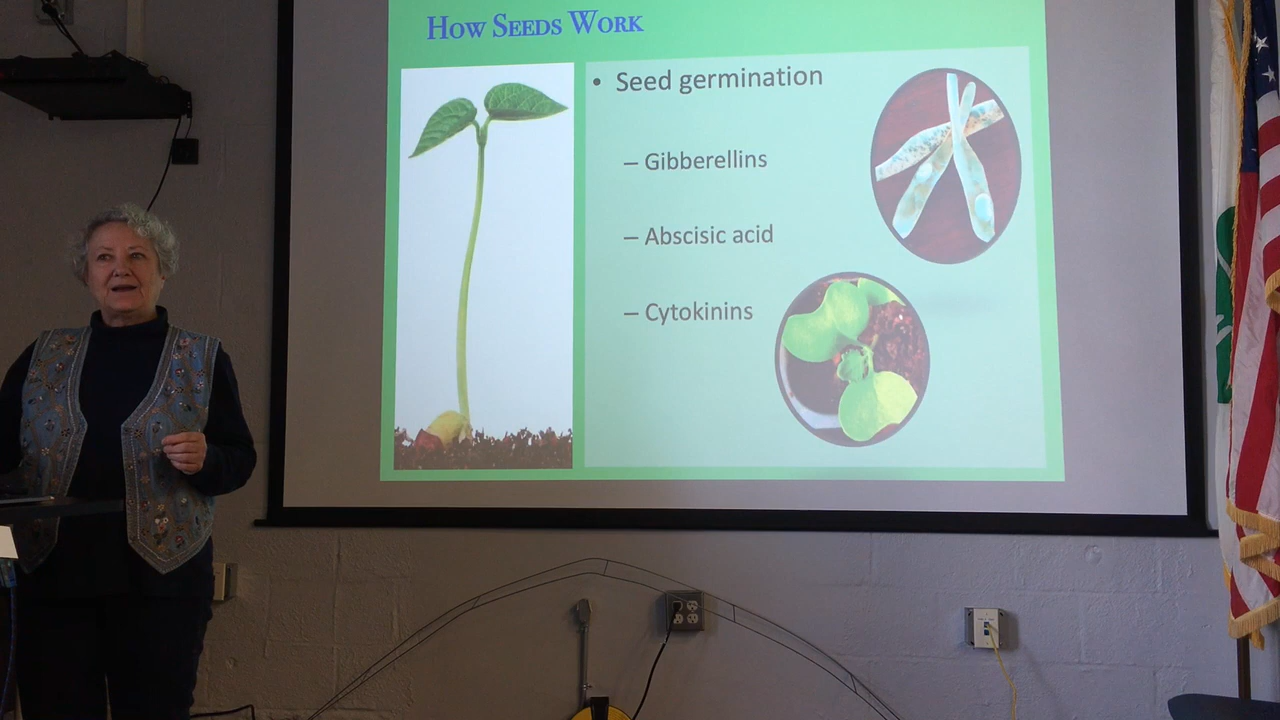 How Seeds Work
• Seed germination
– Gibberellins
– Abscisic acid
– Cytokinins